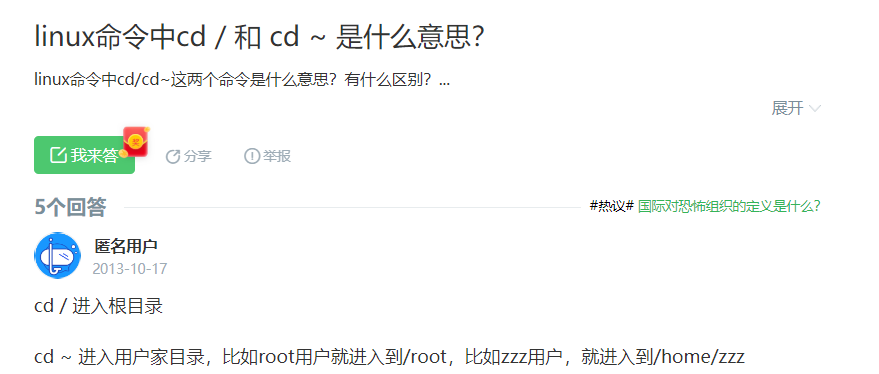 linux命令中cd / 和 cd ~ 是什么意思？
linux命令中cd/cd~这两个命令是什么意思？有什么区别？...
展开
我来答
奖
分享
举报
5个回答
#热议# 国际对恐怖组织的定义是什么？
匿名用户
2013-10-17
cd / 进入根目录
cd ~ 进入用户家目录，比如root用户就进入到/root，比如zzz用户，就进入到/home/zzz